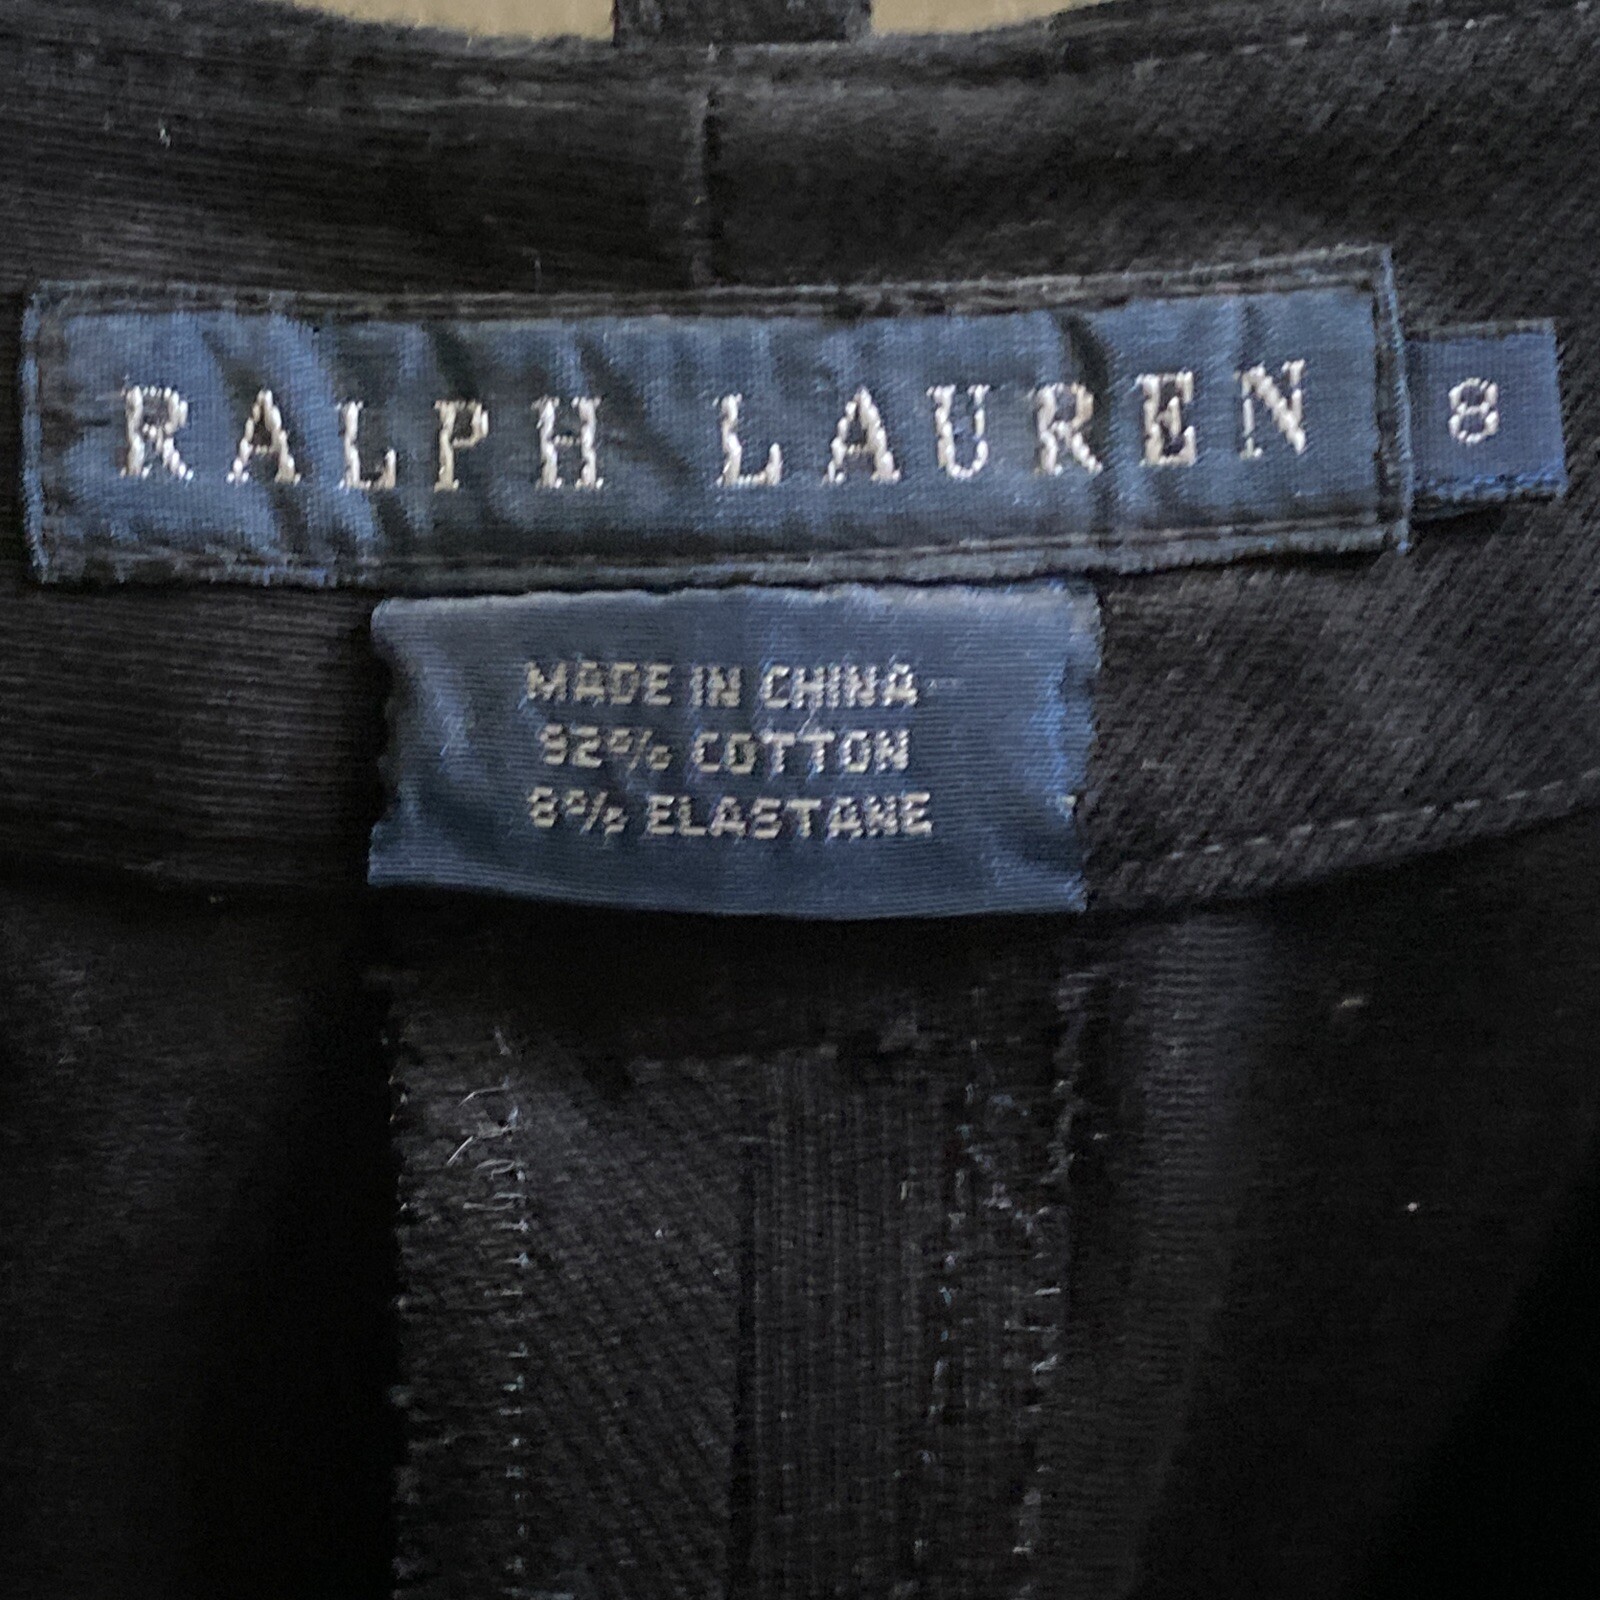 RALPH LAUREN 8
MADE IN CHINA
92% COTTON
8% ELASTANE